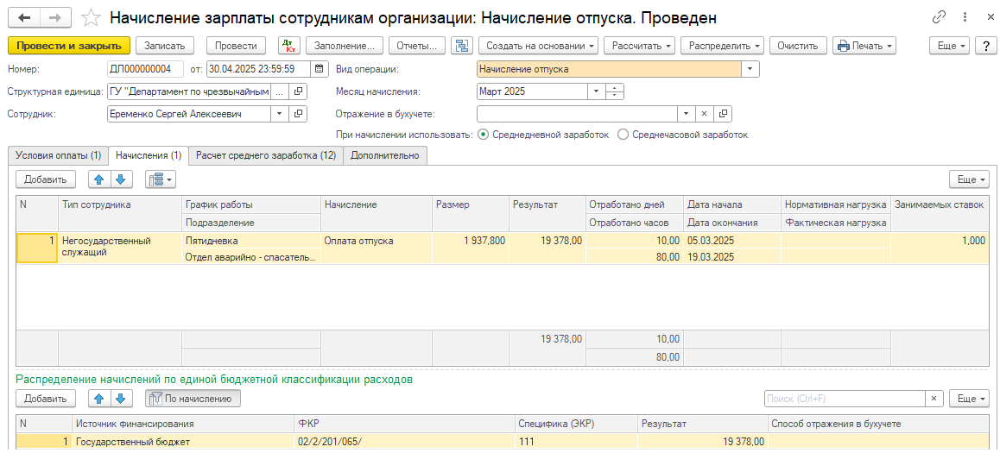 Начисление зарплаты сотрудникам организации: Начисление отпуска. Проведен
Провести и закрыть Записать Провести Дт Кт Заполнение... Отчеты... Создать на основании Рассчитать Распределить Очистить Печать Еще ?
Номер: ДП000000004 от: 30.04.2025 23:59:59 Вид операции: Начисление отпуска
Структурная единица: ГУ "Департамент по чрезвычайным ... Месяц начисления: Март 2025
Сотрудник: Еременко Сергей Алексеевич Отражение в бухучете:
При начислении использовать: Среднедневной заработок Среднечасовой заработок
Условия оплаты (1) Начисления (1) Расчет среднего заработка (12) Дополнительно
Добавить Еще
N Тип сотрудника График работы Начисление Размер Результат Отработано дней Дата начала Нормативная нагрузка Занимаемых ставок
Подразделение Отработано часов Дата окончания Фактическая нагрузка
1 Негосударственный Пятидневка Оплата отпуска 1 937,800 19 378,00 10,00 05.03.2025 1,000
служащий Отдел аварийно - спасатель... 80,00 19.03.2025
19 378,00 10,00
80,00
Распределение начислений по единой бюджетной классификации расходов
Добавить По начислению Поиск (Ctrl+F) × Еще
N Источник финансирования ФКР Специфика (ЭКР) Результат Способ отражения в бухучете
1 Государственный бюджет 02/2/201/065/ 111 19 378,00